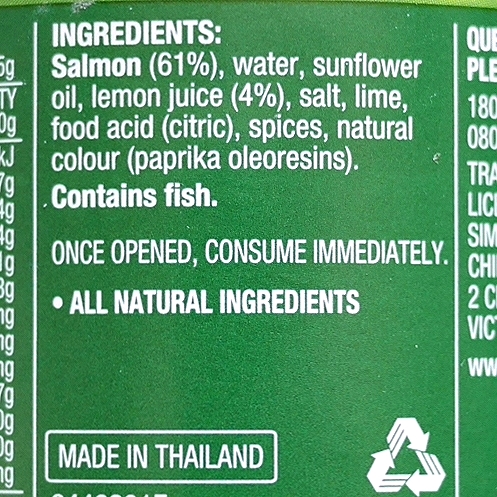 INGREDIENTS:
Salmon (61%), water, sunflower
oil, lemon juice (4%), salt, lime,
food acid (citric), spices, natural
colour (paprika oleoresins).
Contains fish.
ONCE OPENED, CONSUME IMMEDIATELY.
• ALL NATURAL INGREDIENTS
MADE IN THAILAND